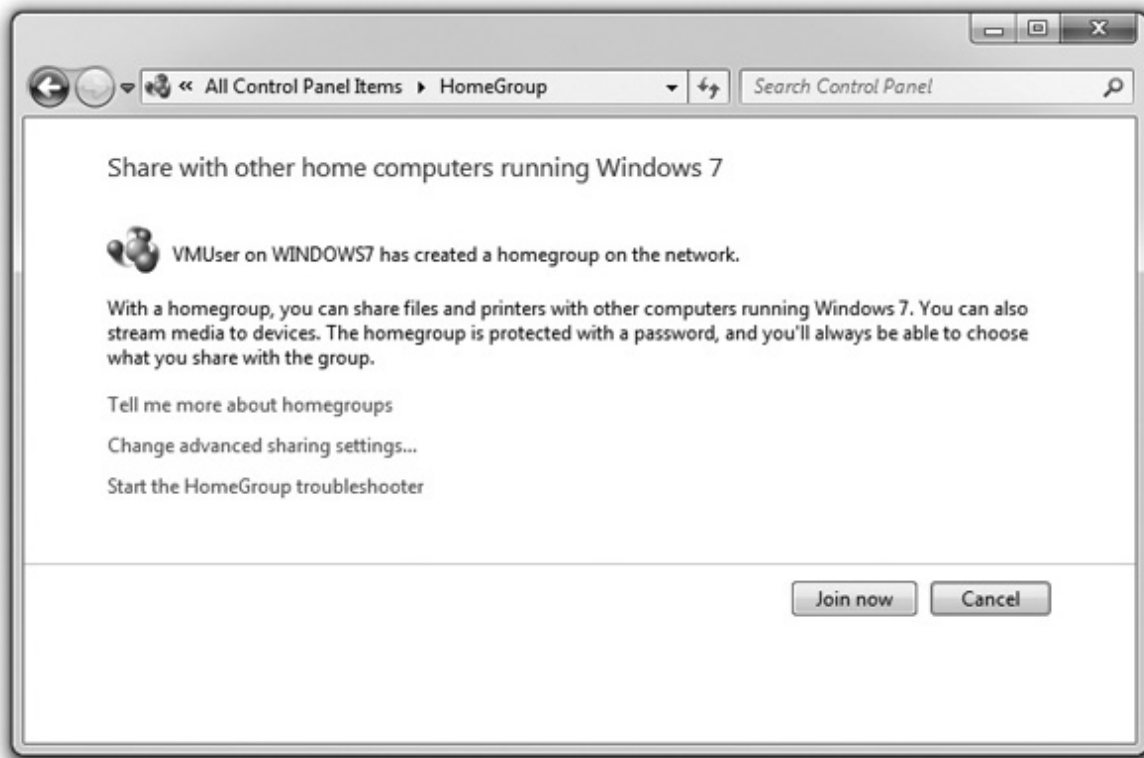 « All Control Panel Items ▸ HomeGroup
Search Control Panel
Share with other home computers running Windows 7
VMUser on WINDOWS7 has created a homegroup on the network.
With a homegroup, you can share files and printers with other computers running Windows 7. You can also
stream media to devices. The homegroup is protected with a password, and you'll always be able to choose
what you share with the group.
Tell me more about homegroups
Change advanced sharing settings...
Start the HomeGroup troubleshooter
Join now
Cancel